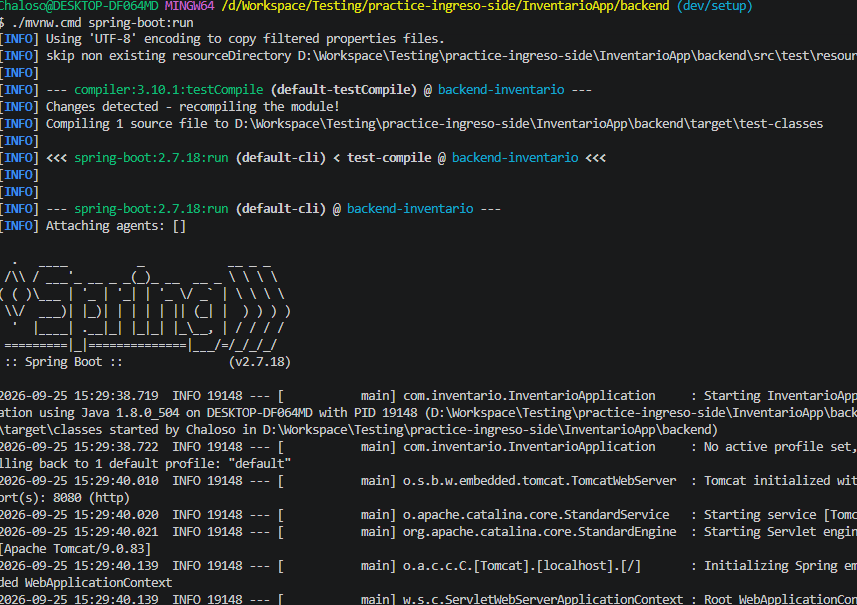 Chaloso@DESKTOP-DF064MD MINGW64 /d/Workspace/Testing/practice-ingreso-side/InventarioApp/backend (dev/setup)
$ ./mvnw.cmd spring-boot:run
[INFO] Using 'UTF-8' encoding to copy filtered properties files.
[INFO] skip non existing resourceDirectory D:\Workspace\Testing\practice-ingreso-side\InventarioApp\backend\src\test\resour
[INFO]
[INFO] --- compiler:3.10.1:testCompile (default-testCompile) @ backend-inventario ---
[INFO] Changes detected - recompiling the module!
[INFO] Compiling 1 source file to D:\Workspace\Testing\practice-ingreso-side\InventarioApp\backend\target\test-classes
[INFO]
[INFO] <<< spring-boot:2.7.18:run (default-cli) < test-compile @ backend-inventario <<<
[INFO]
[INFO]
[INFO] --- spring-boot:2.7.18:run (default-cli) @ backend-inventario ---
[INFO] Attaching agents: []
:: Spring Boot :: (v2.7.18)
2026-09-25 15:29:38.719 INFO 19148 --- [ main] com.inventario.InventarioApplication : Starting InventarioApp
ation using Java 1.8.0_504 on DESKTOP-DF064MD with PID 19148 (D:\Workspace\Testing\practice-ingreso-side\InventarioApp\back
\target\classes started by Chaloso in D:\Workspace\Testing\practice-ingreso-side\InventarioApp\backend)
2026-09-25 15:29:38.722 INFO 19148 --- [ main] com.inventario.InventarioApplication : No active profile set,
lling back to 1 default profile: "default"
2026-09-25 15:29:40.010 INFO 19148 --- [ main] o.s.b.w.embedded.tomcat.TomcatWebServer : Tomcat initialized wit
ort(s): 8080 (http)
2026-09-25 15:29:40.020 INFO 19148 --- [ main] o.apache.catalina.core.StandardService : Starting service [Tomc
2026-09-25 15:29:40.021 INFO 19148 --- [ main] org.apache.catalina.core.StandardEngine : Starting Servlet engin
[Apache Tomcat/9.0.83]
2026-09-25 15:29:40.139 INFO 19148 --- [ main] o.a.c.c.C.[Tomcat].[localhost].[/] : Initializing Spring em
ded WebApplicationContext
2026-09-25 15:29:40.139 INFO 19148 --- [ main] w.s.c.ServletWebServerApplicationContext : Root WebApplicationCon